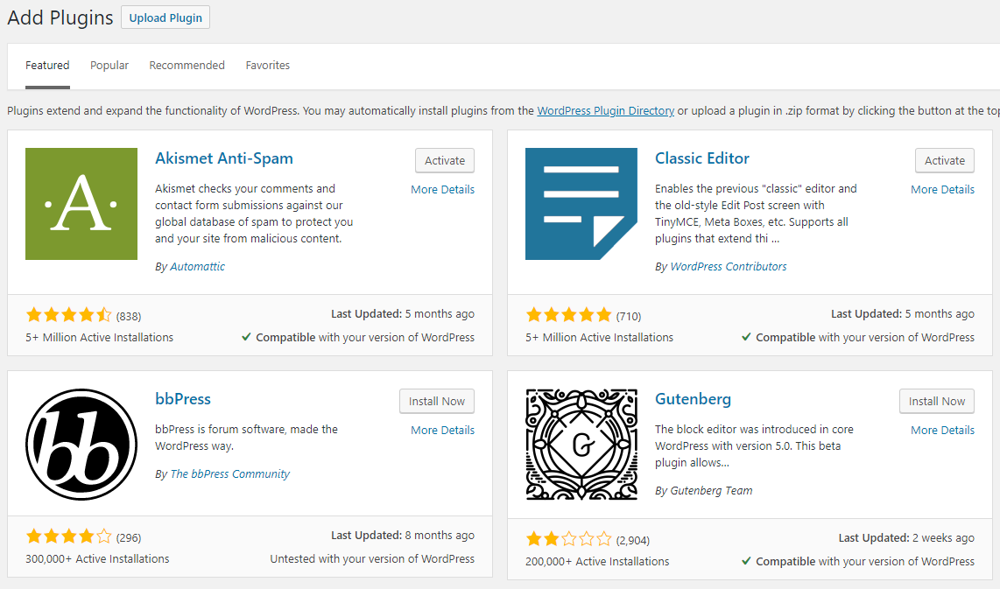 Add Plugins Upload Plugin
Featured Popular Recommended Favorites
Plugins extend and expand the functionality of WordPress. You may automatically install plugins from the WordPress Plugin Directory or upload a plugin in .zip format by clicking the button at the top
A
Akismet Anti-Spam
Activate
More Details
Akismet checks your comments and
contact form submissions against our
global database of spam to protect you
and your site from malicious content.
By Automattic
(838)
Last Updated: 5 months ago
5+ Million Active Installations
Compatible with your version of WordPress
Classic Editor
Activate
More Details
Enables the previous "classic" editor and
the old-style Edit Post screen with
TinyMCE, Meta Boxes, etc. Supports all
plugins that extend thi ...
By WordPress Contributors
(710)
Last Updated: 5 months ago
5+ Million Active Installations
Compatible with your version of WordPress
bb
bbPress
Install Now
More Details
bbPress is forum software, made the
WordPress way.
By The bbPress Community
(296)
Last Updated: 8 months ago
300,000+ Active Installations
Untested with your version of WordPress
G
Gutenberg
Install Now
More Details
The block editor was introduced in core
WordPress with version 5.0. This beta
plugin allows...
By Gutenberg Team
(2,904)
Last Updated: 2 weeks ago
200,000+ Active Installations
Compatible with your version of WordPress